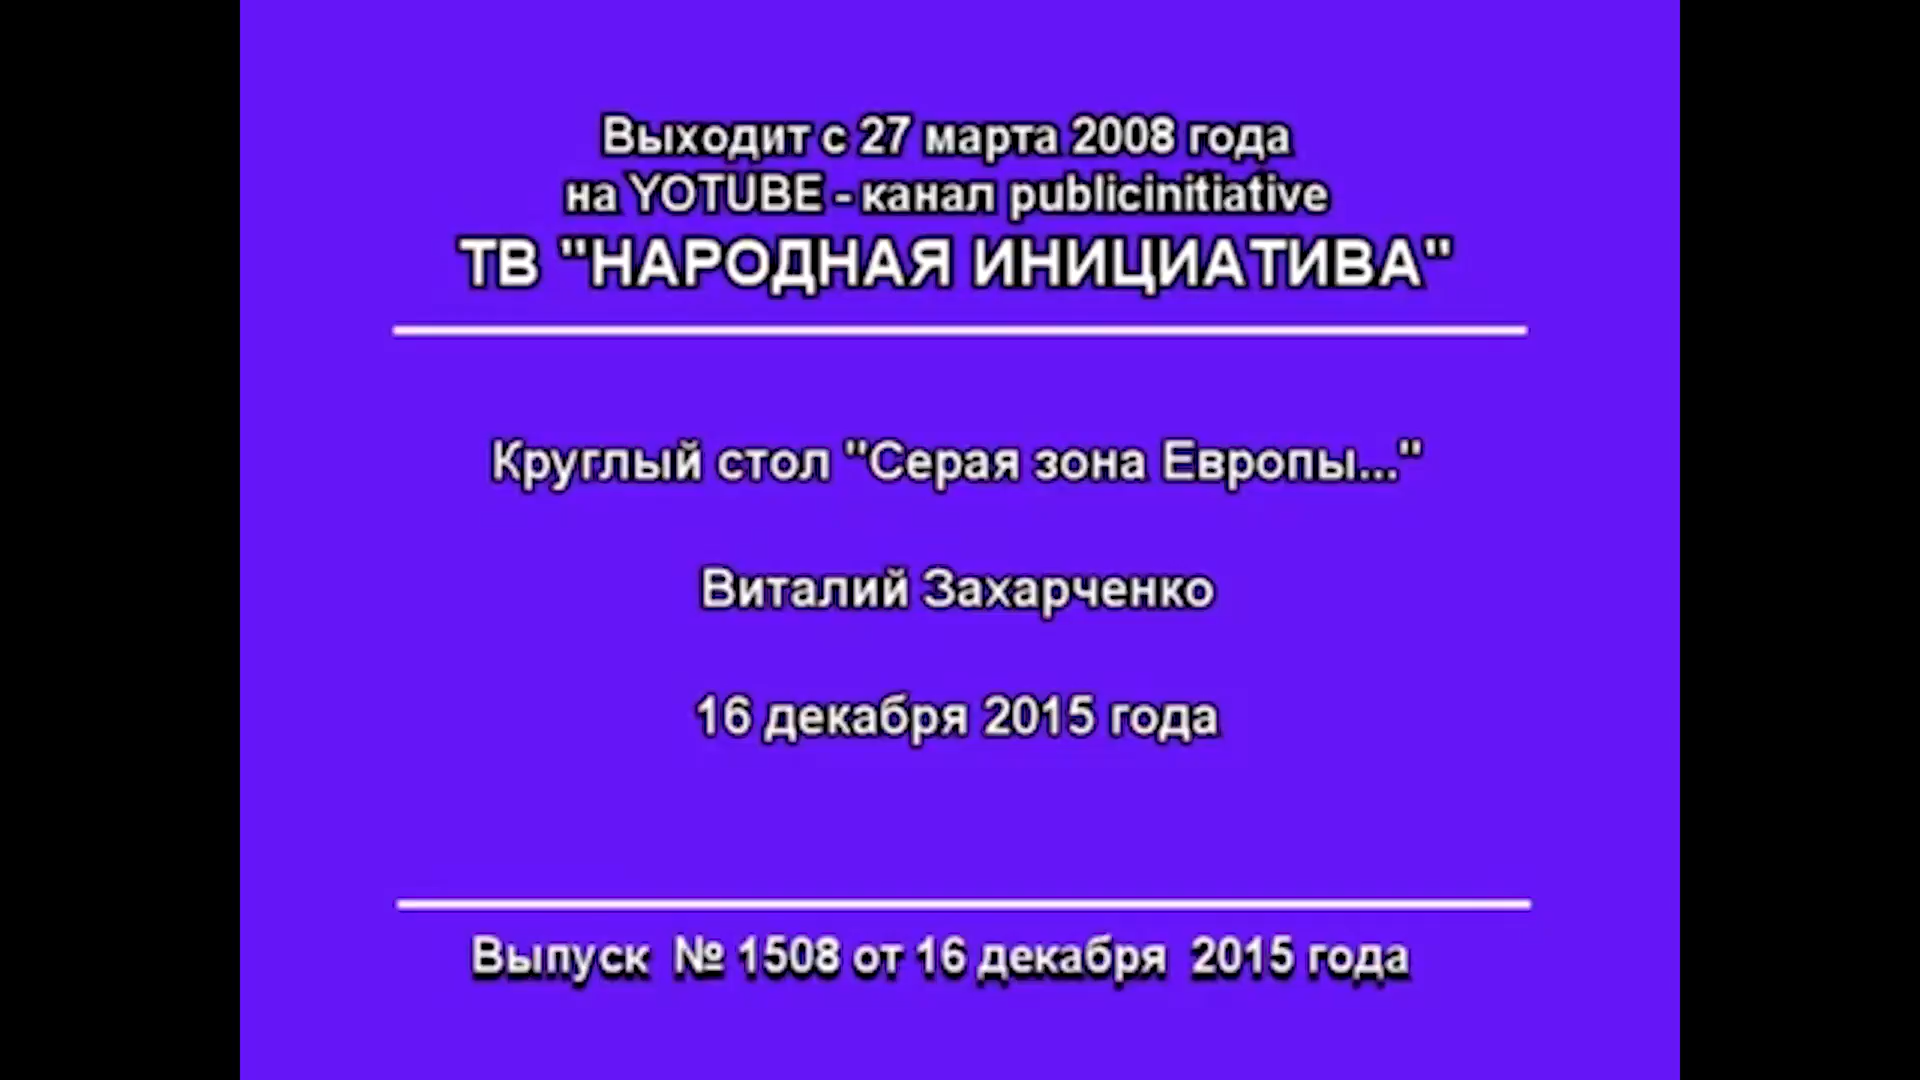 Выходит с 27 марта 2008 года
на YOTUBE - канал publicinitiative
ТВ "НАРОДНАЯ ИНИЦИАТИВА"
Круглый стол "Серая зона Европы..."
Виталий Захарченко
16 декабря 2015 года
Выпуск № 1508 от 16 декабря 2015 года